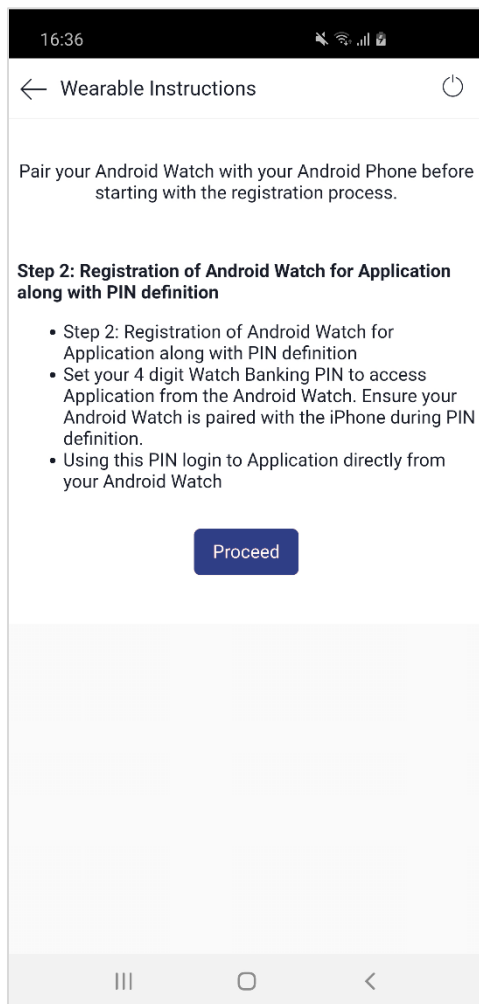 16:36
Wearable Instructions
Pair your Android Watch with your Android Phone before
starting with the registration process.
Step 2: Registration of Android Watch for Application
along with PIN definition
• Step 2: Registration of Android Watch for
Application along with PIN definition
• Set your 4 digit Watch Banking PIN to access
Application from the Android Watch. Ensure your
Android Watch is paired with the iPhone during PIN
definition.
• Using this PIN login to Application directly from
your Android Watch
Proceed